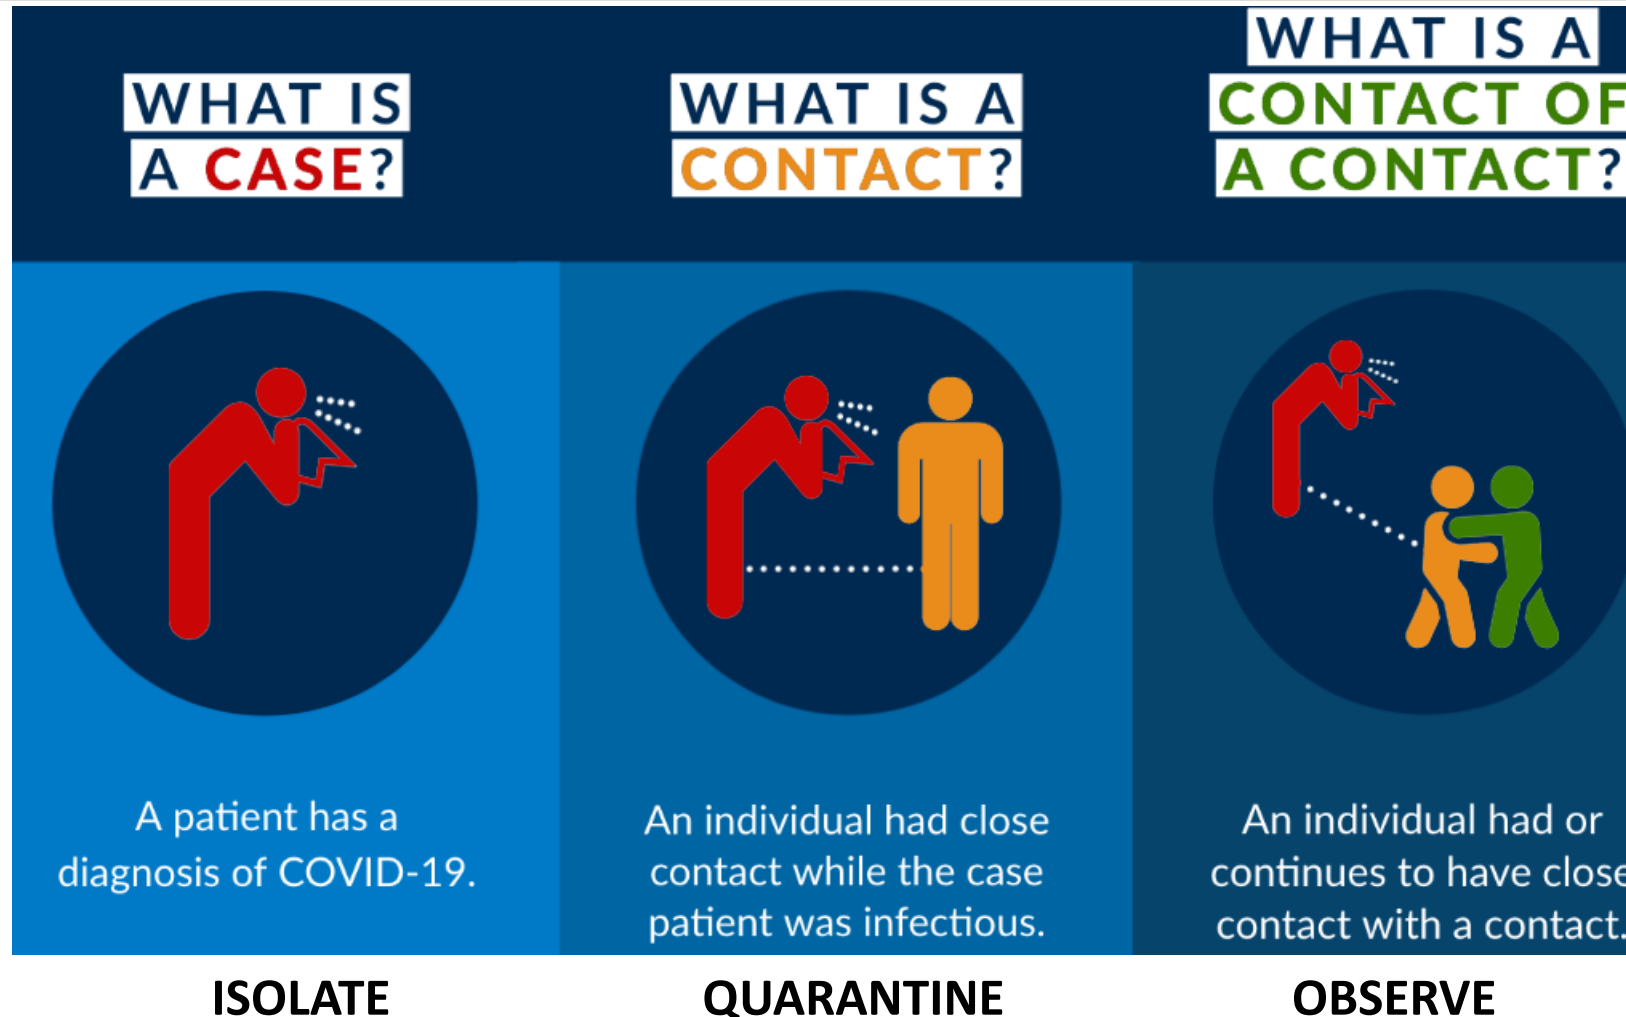 WHAT IS
A CASE?
A patient has a
diagnosis of COVID-19.
ISOLATE
WHAT IS A
CONTACT?
An individual had close
contact while the case
patient was infectious.
QUARANTINE
WHAT IS A
CONTACT OF
A CONTACT?
An individual had or
continues to have close
contact with a contact.
OBSERVE